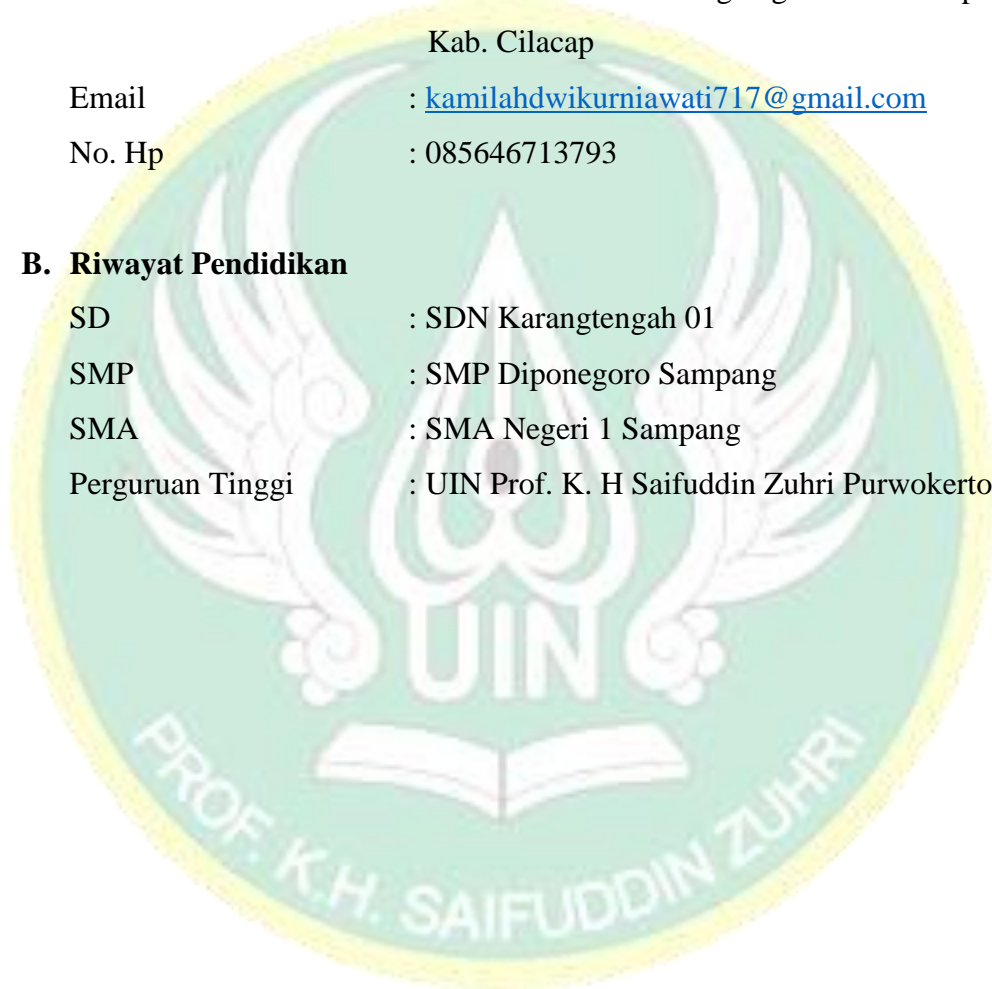 Kab. Cilacap
Email : kamilahdwikurniawati717@gmail.com
No. Hp : 085646713793
B. Riwayat Pendidikan
SD : SDN Karangtengah 01
SMP : SMP Diponegoro Sampang
SMA : SMA Negeri 1 Sampang
Perguruan Tinggi : UIN Prof. K. H Saifuddin Zuhri Purwokerto
UIN
PROF. K.H. SAIFUDDIN ZUHRI